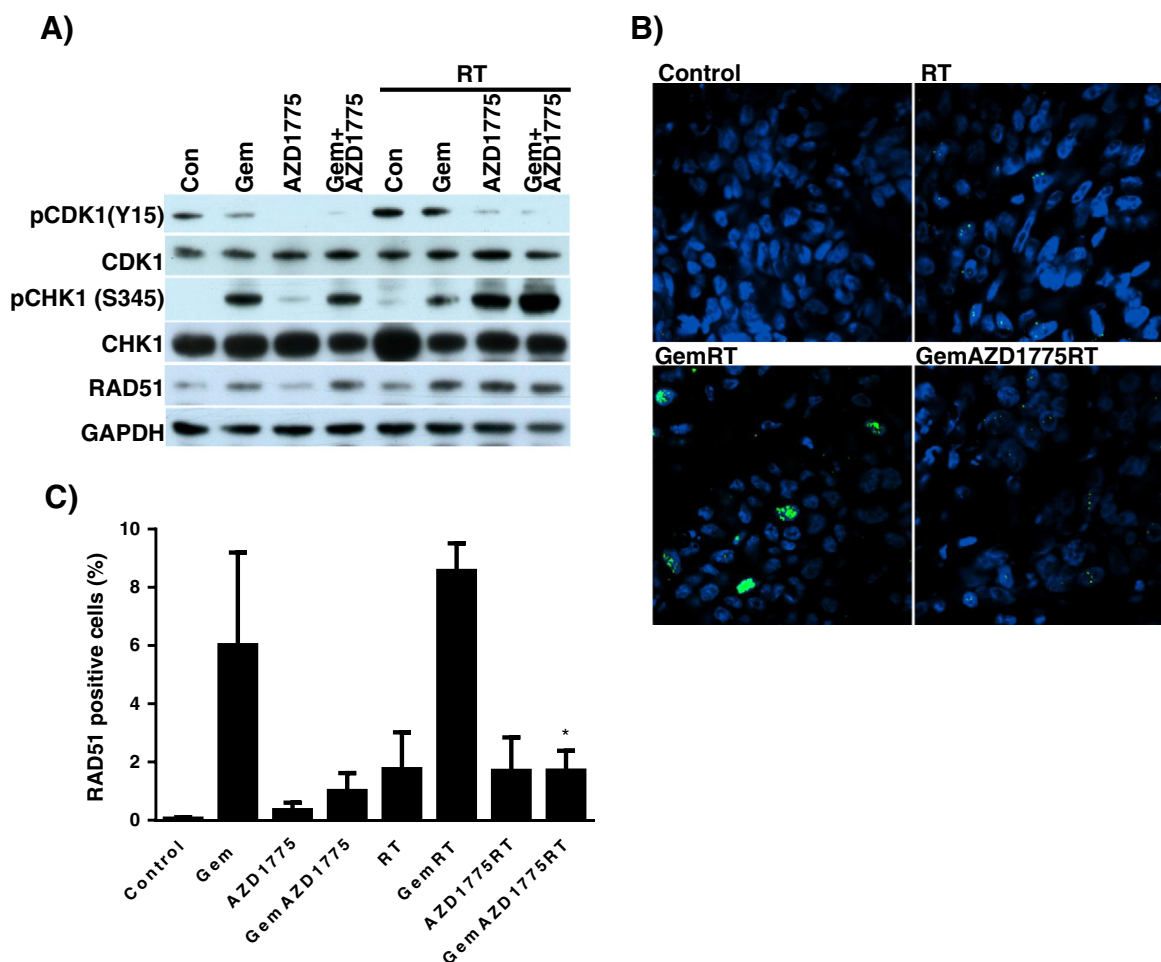 A)
RT
Con
Gem
AZD1775
Gem+
AZD1775
Con
Gem
AZD1775
Gem+
AZD1775
pCDK1(Y15)
CDK1
pCHK1 (S345)
CHK1
RAD51
GAPDH
B)
Control
RT
GemRT
GemAZD1775RT
C)
RAD51 positive cells (%)
10
8
6
4
2
0
*
Control
Gem
AZD1775
GemAZD1775
RT
GemRT
AZD1775RT
GemAZD1775RT